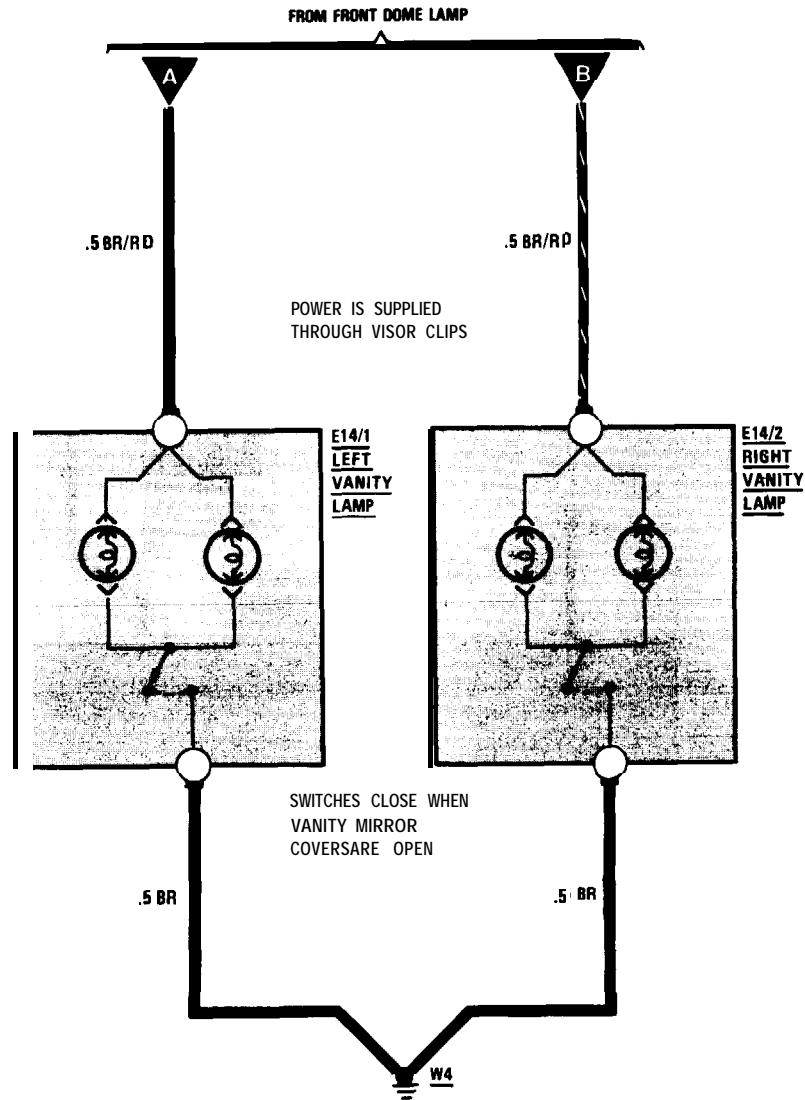 FROM FRONT DOME LAMP
A
B
.5 BR/RD
.5 BR/RD
POWER IS SUPPLIED
THROUGH VISOR CLIPS
E14/1
LEFT
VANITY
LAMP
E14/2
RIGHT
VANITY
LAMP
SWITCHES CLOSE WHEN
VANITY MIRROR
COVERSARE OPEN
.5 BR
.5 BR
W4